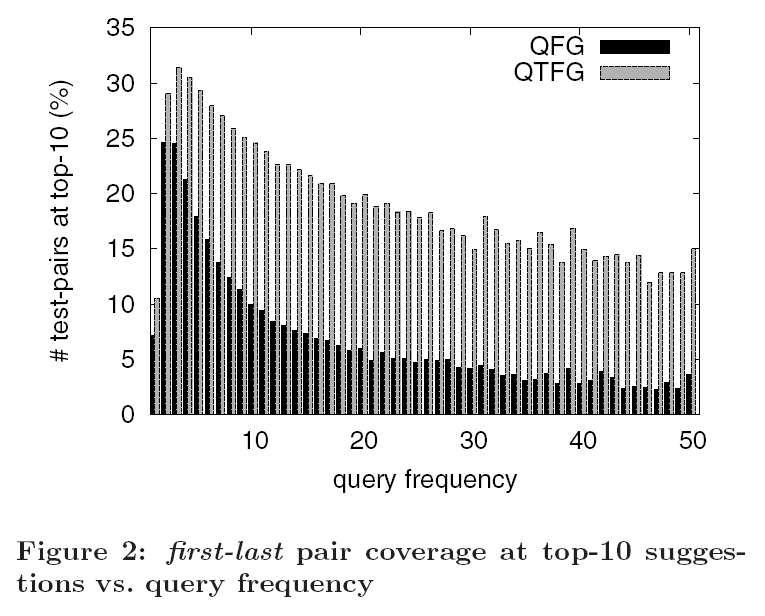 35
30
25
20
15
10
5
0
# test-pairs at top-10 (%)
QFG
QTFG
10 20 30 40 50
query frequency
Figure 2: first-last pair coverage at top-10 sugges-
tions vs. query frequency